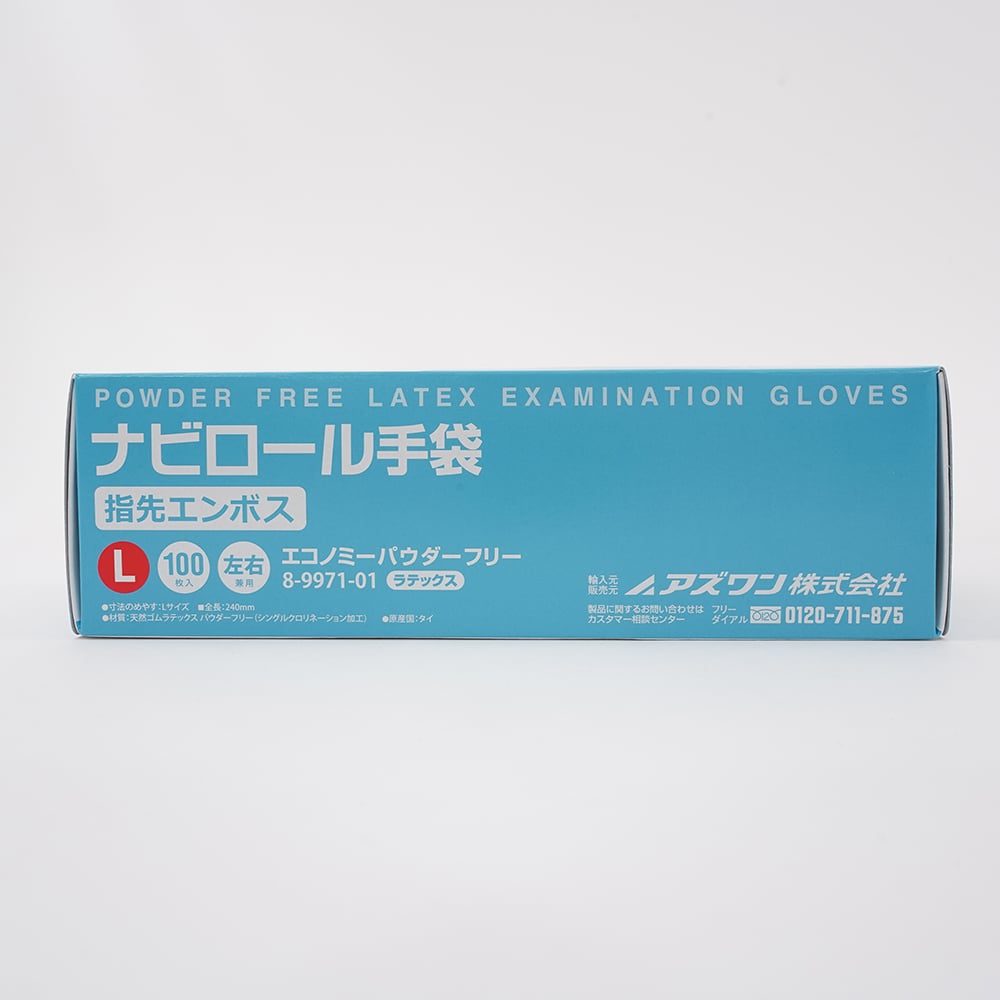 POWDER FREE LATEX EXAMINATION GLOVES
ナビロール手袋
指先エンボス
L
100
枚入
左右
兼用
エコノミーパウダーフリー
8-9971-01 ラテックス
●寸法のめやす:Lサイズ ■全長:240mm
●材質:天然ゴムラテックス パウダーフリー(シングルクロリネーション加工) ●原産国:タイ
輸入元
販売元
アズワン株式会社
製品に関するお問い合わせは
カスタマー相談センター
フリー
ダイアル
0120-711-875